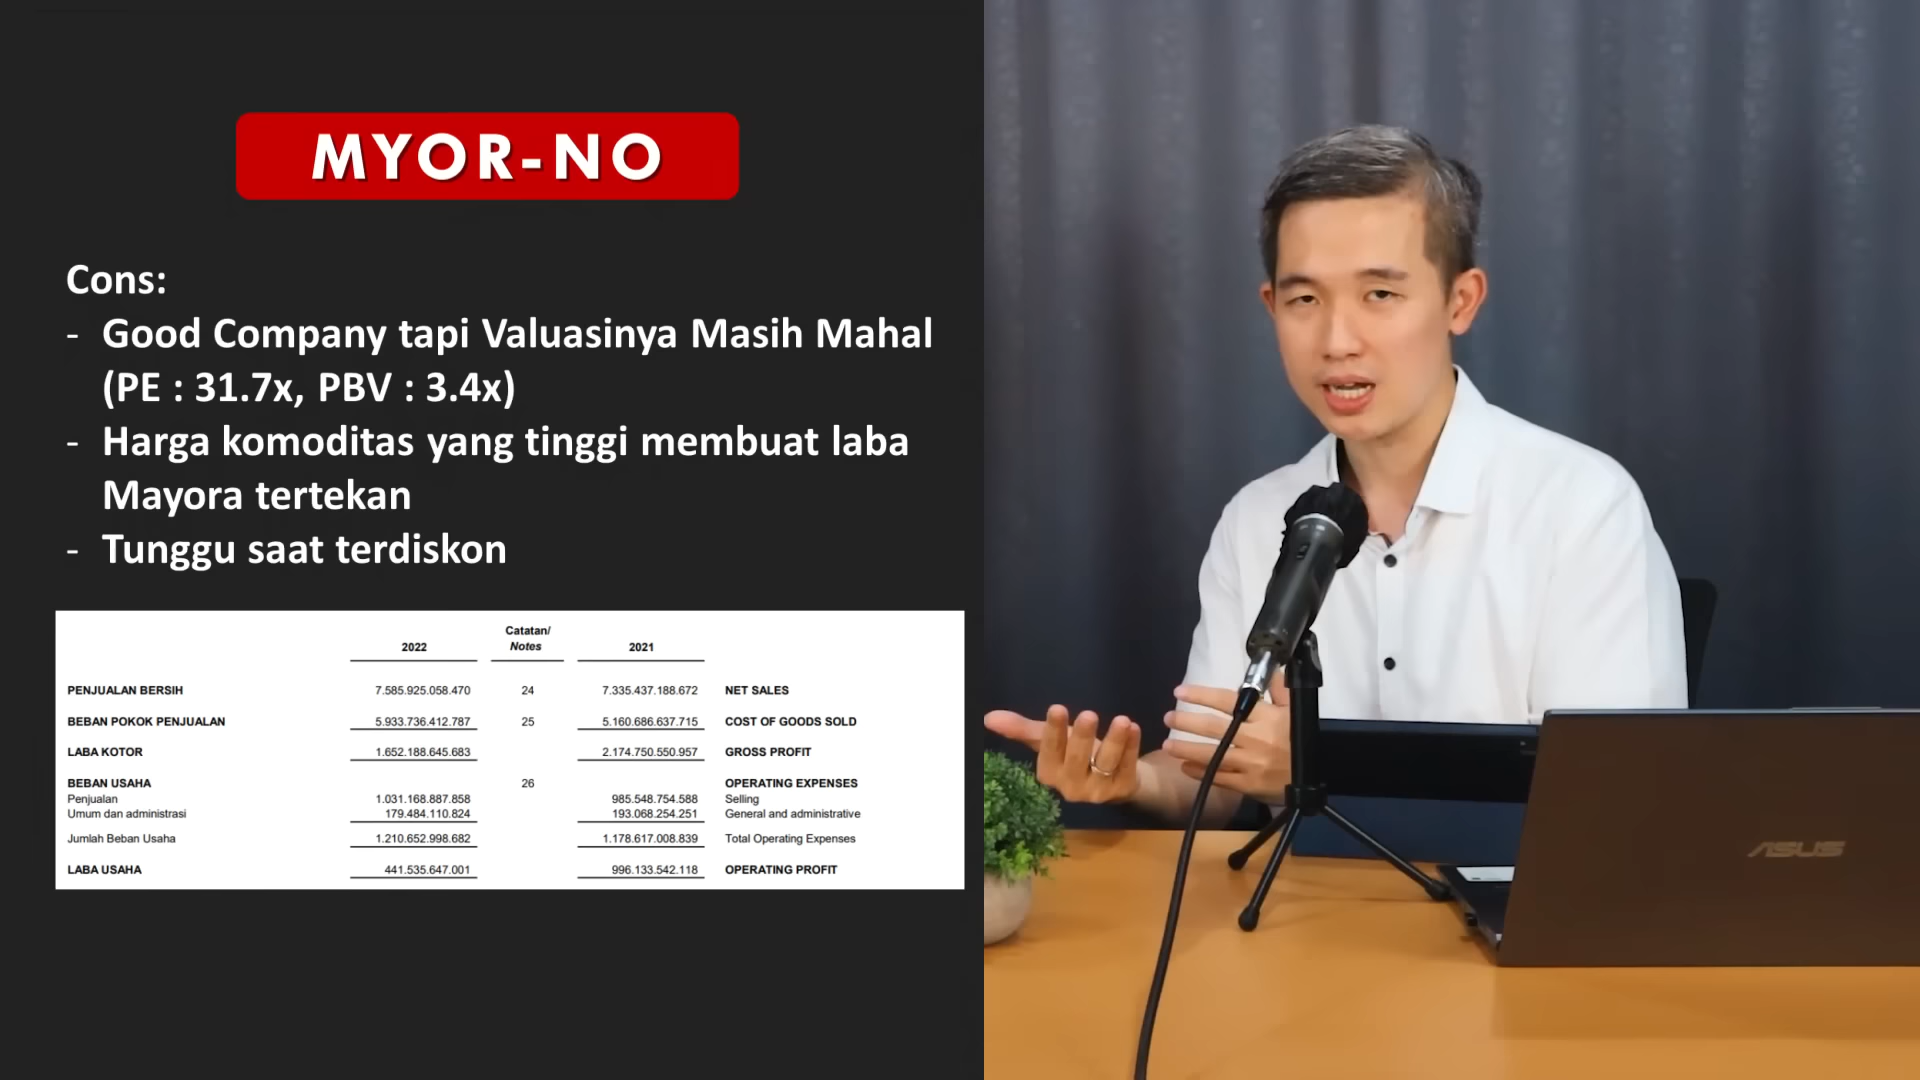 MYOR-NO
Cons:
- Good Company tapi Valuasinya Masih Mahal
(PE : 31.7x, PBV : 3.4x)
- Harga komoditas yang tinggi membuat laba
Mayora tertekan
- Tunggu saat terdiskon
Catatan/
2022 Notes 2021
PENJUALAN BERSIH 7.585.925.058.470 24 7.335.437.188.672 NET SALES
BEBAN POKOK PENJUALAN 5.933.736.412.787 25 5.160.686.637.715 COST OF GOODS SOLD
LABA KOTOR 1.652.188.645.683 2.174.750.550.957 GROSS PROFIT
BEBAN USAHA 26 OPERATING EXPENSES
Penjualan 1.031.168.887.858 985.548.754.588 Selling
Umum dan administrasi 179.484.110.824 193.068.254.251 General and administrative
Jumlah Beban Usaha 1.210.652.998.682 1.178.617.008.839 Total Operating Expenses
LABA USAHA 441.535.647.001 996.133.542.118 OPERATING PROFIT
ASUS